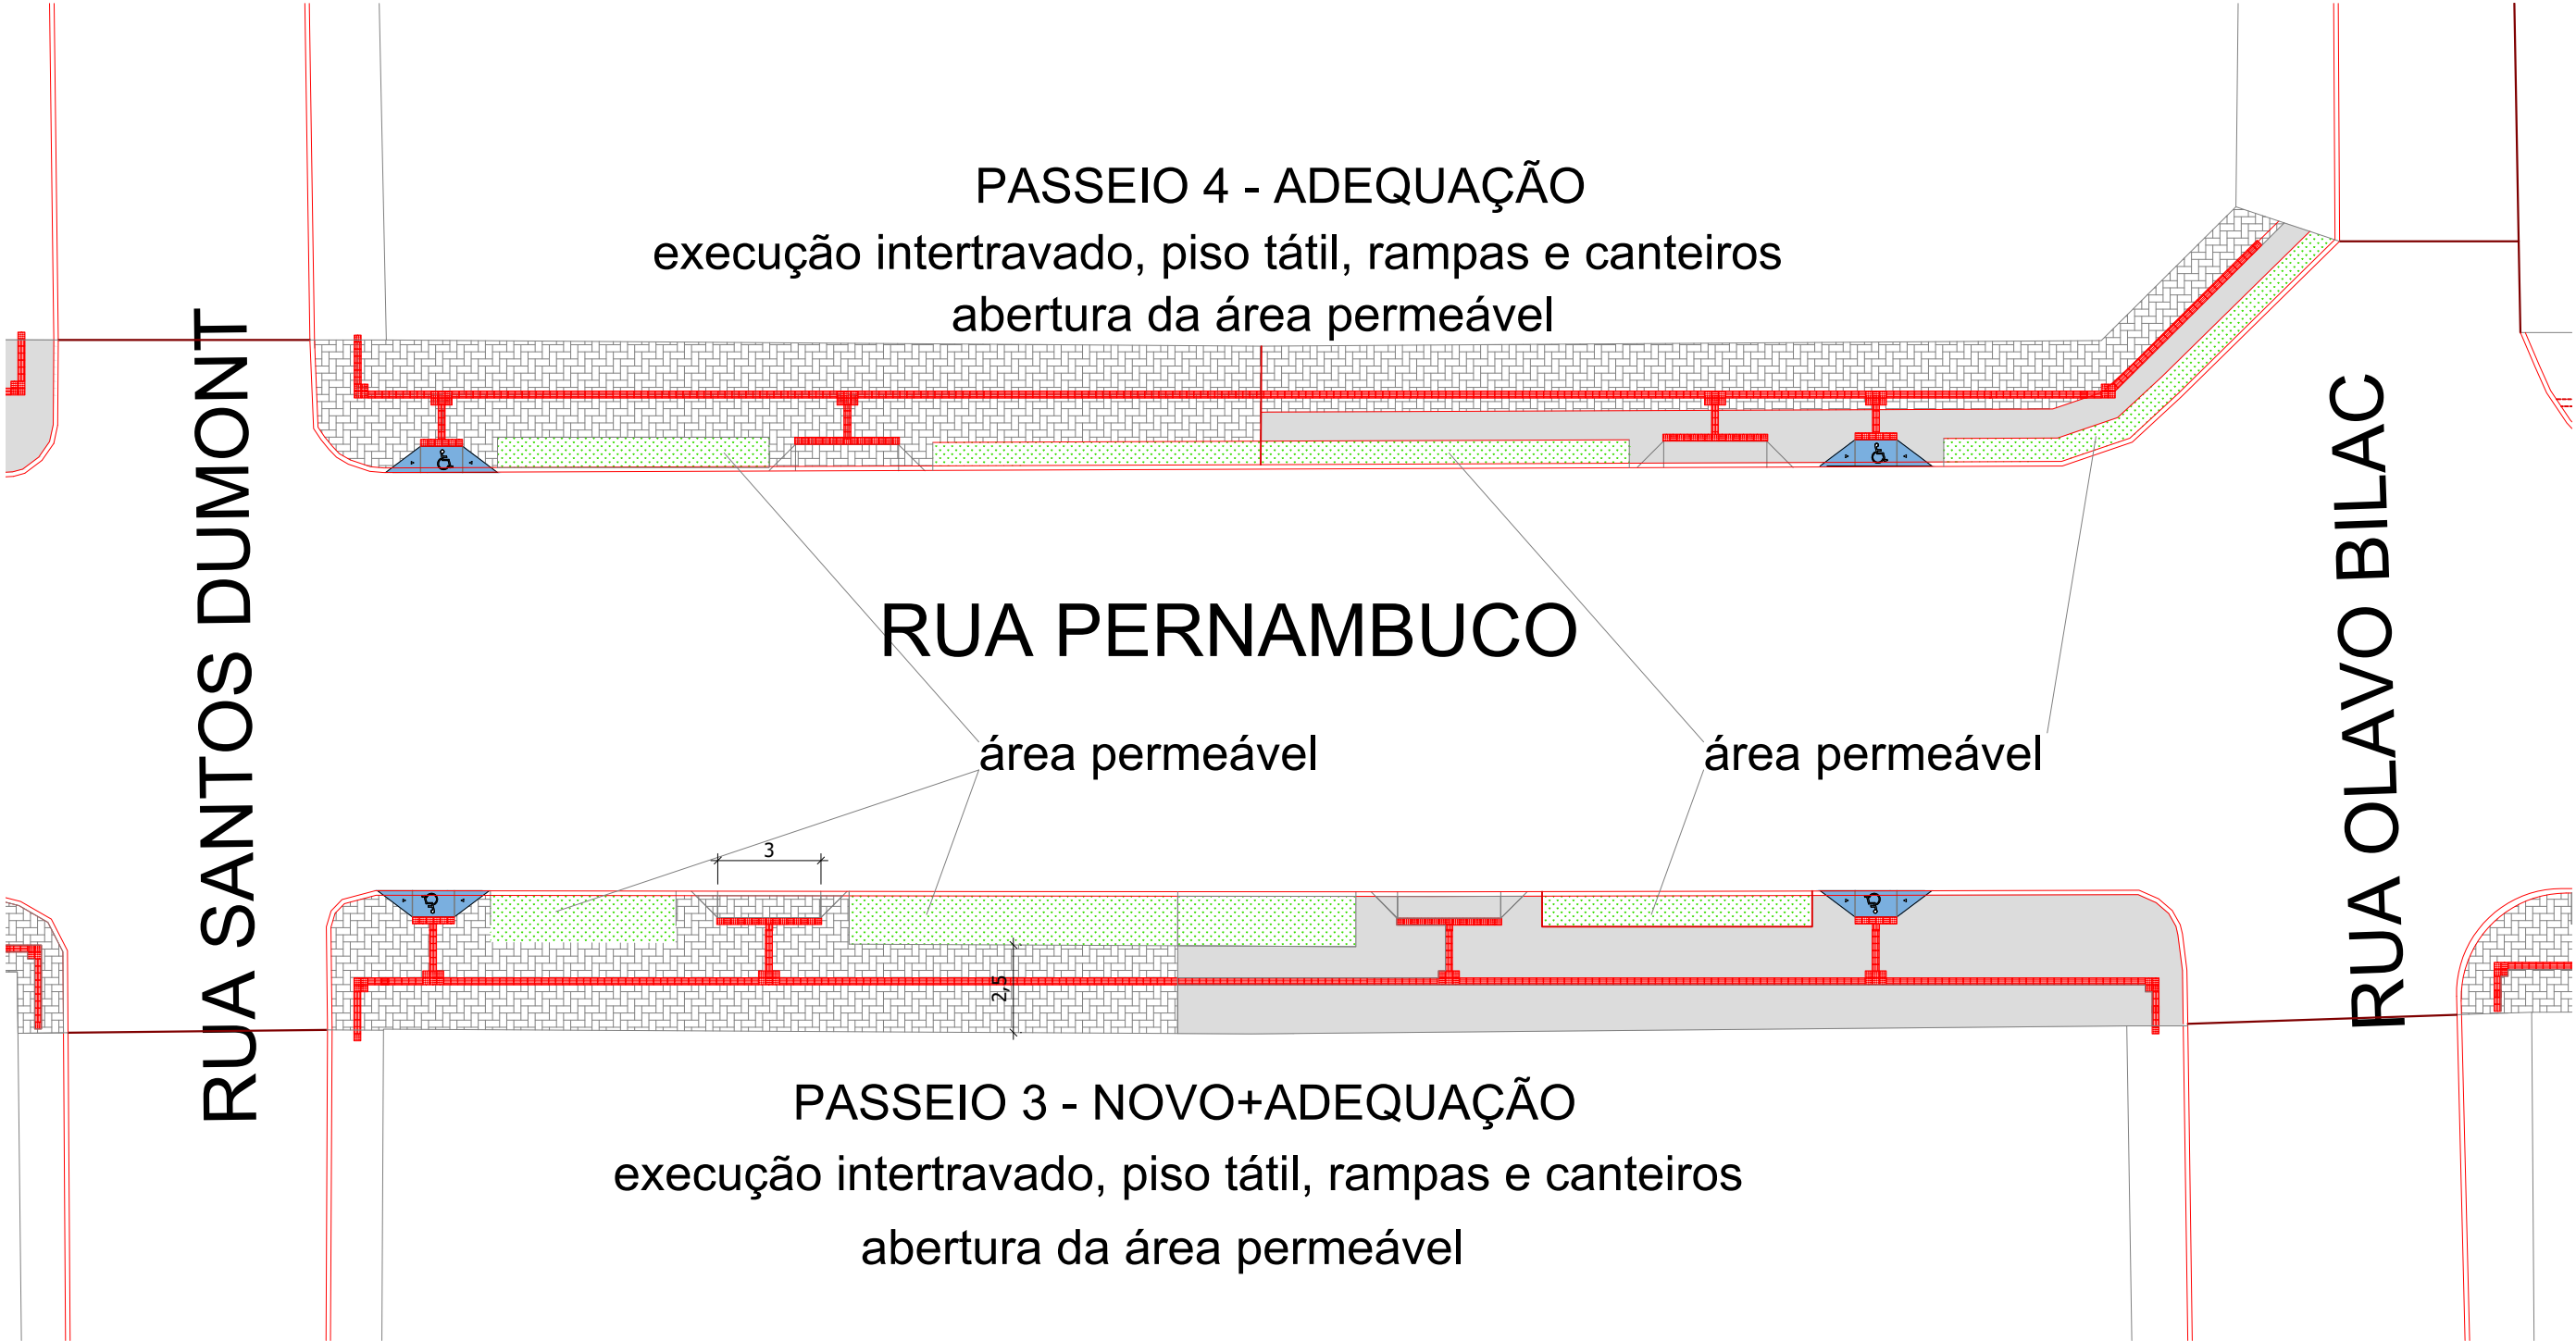 PASSEIO 4 - ADEQUAÇÃO
execução intertravado, piso tátil, rampas e canteiros
abertura da área permeável
RUA SANTOS DUMONT
RUA PERNAMBUCO
RUA OLAVO BILAC
área permeável
área permeável
3
2,5
PASSEIO 3 - NOVO+ADEQUAÇÃO
execução intertravado, piso tátil, rampas e canteiros
abertura da área permeável